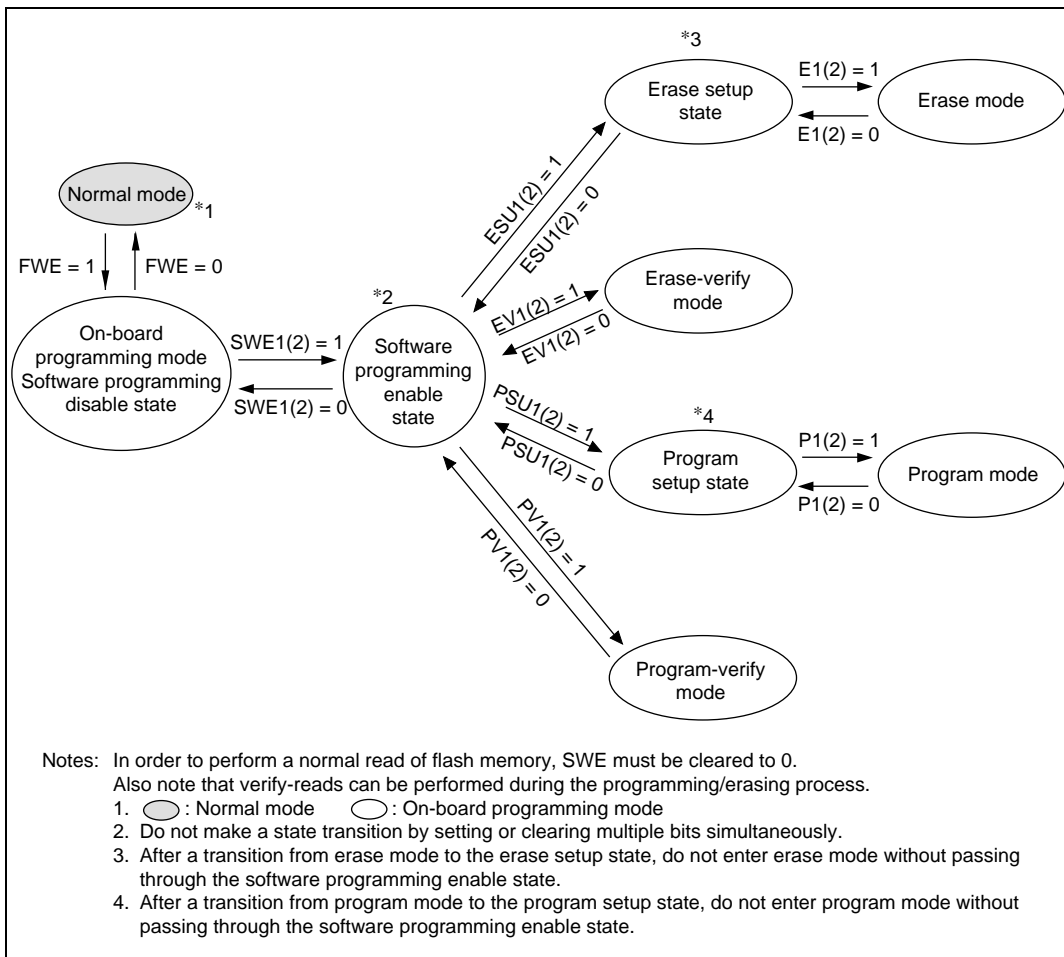 *3
Erase setup
state
E1(2) = 1
E1(2) = 0
Erase mode
Normal mode
*1
FWE = 1
FWE = 0
ESU1(2) = 1
ESU1(2) = 0
*2
On-board
programming mode
Software programming
disable state
SWE1(2) = 1
SWE1(2) = 0
Software
programming
enable
state
EV1(2) = 1
EV1(2) = 0
Erase-verify
mode
PSU1(2) = 1
PSU1(2) = 0
*4
Program
setup state
P1(2) = 1
P1(2) = 0
Program mode
PV1(2) = 1
PV1(2) = 0
Program-verify
mode
Notes: In order to perform a normal read of flash memory, SWE must be cleared to 0.
Also note that verify-reads can be performed during the programming/erasing process.
1. : Normal mode : On-board programming mode
2. Do not make a state transition by setting or clearing multiple bits simultaneously.
3. After a transition from erase mode to the erase setup state, do not enter erase mode without passing
through the software programming enable state.
4. After a transition from program mode to the program setup state, do not enter program mode without
passing through the software programming enable state.